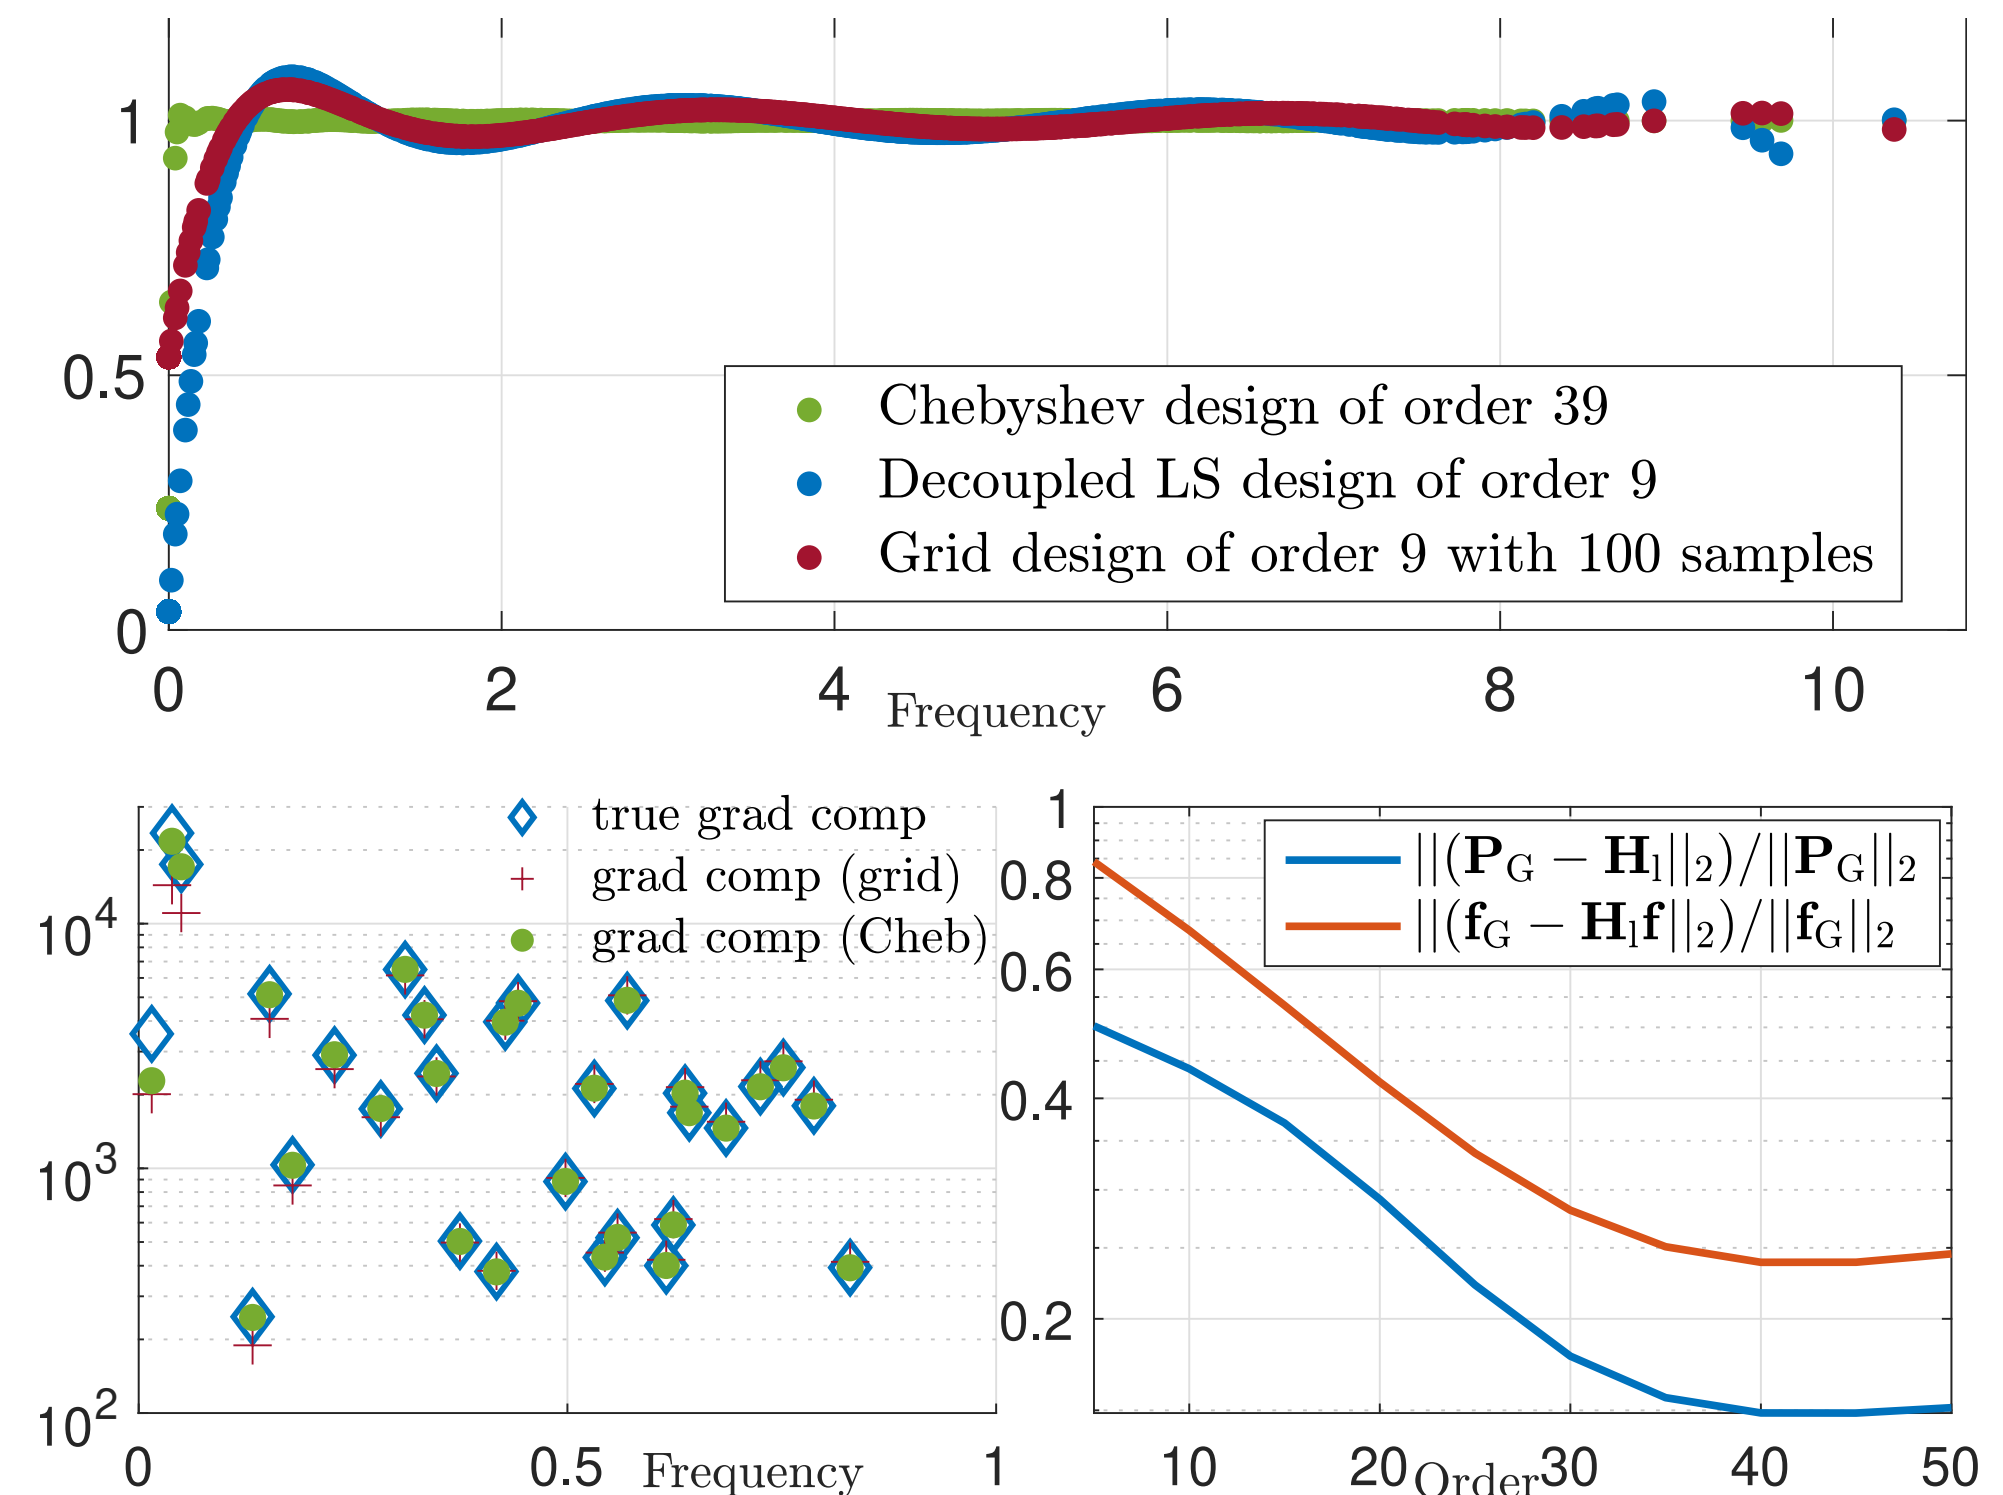 1
0.5
0
0 2 4 6 8 10
Frequency
Chebyshev design of order 39
Decoupled LS design of order 9
Grid design of order 9 with 100 samples
true grad comp
grad comp (grid)
grad comp (Cheb)
10^4
10^3
10^2
0 0.5 1
Frequency
1
0.8
0.6
0.4
0.2
||(P_G − H_l||_2)/||P_G||_2
||(f_G − H_l f||_2)/||f_G||_2
10 20 30 40 50
Order